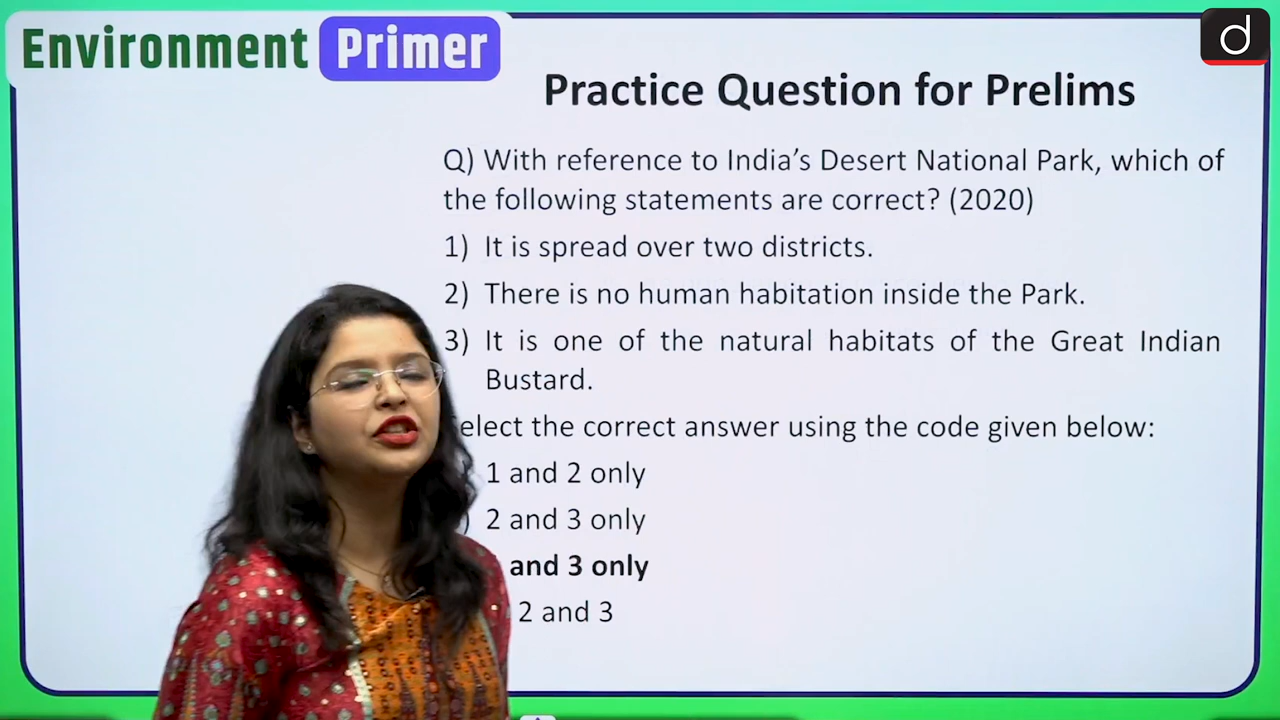 Environment Primer
d
Practice Question for Prelims
Q) With reference to India’s Desert National Park, which of
the following statements are correct? (2020)
1) It is spread over two districts.
2) There is no human habitation inside the Park.
3) It is one of the natural habitats of the Great Indian
Bustard.
elect the correct answer using the code given below:
1 and 2 only
) 2 and 3 only
and 3 only
2 and 3